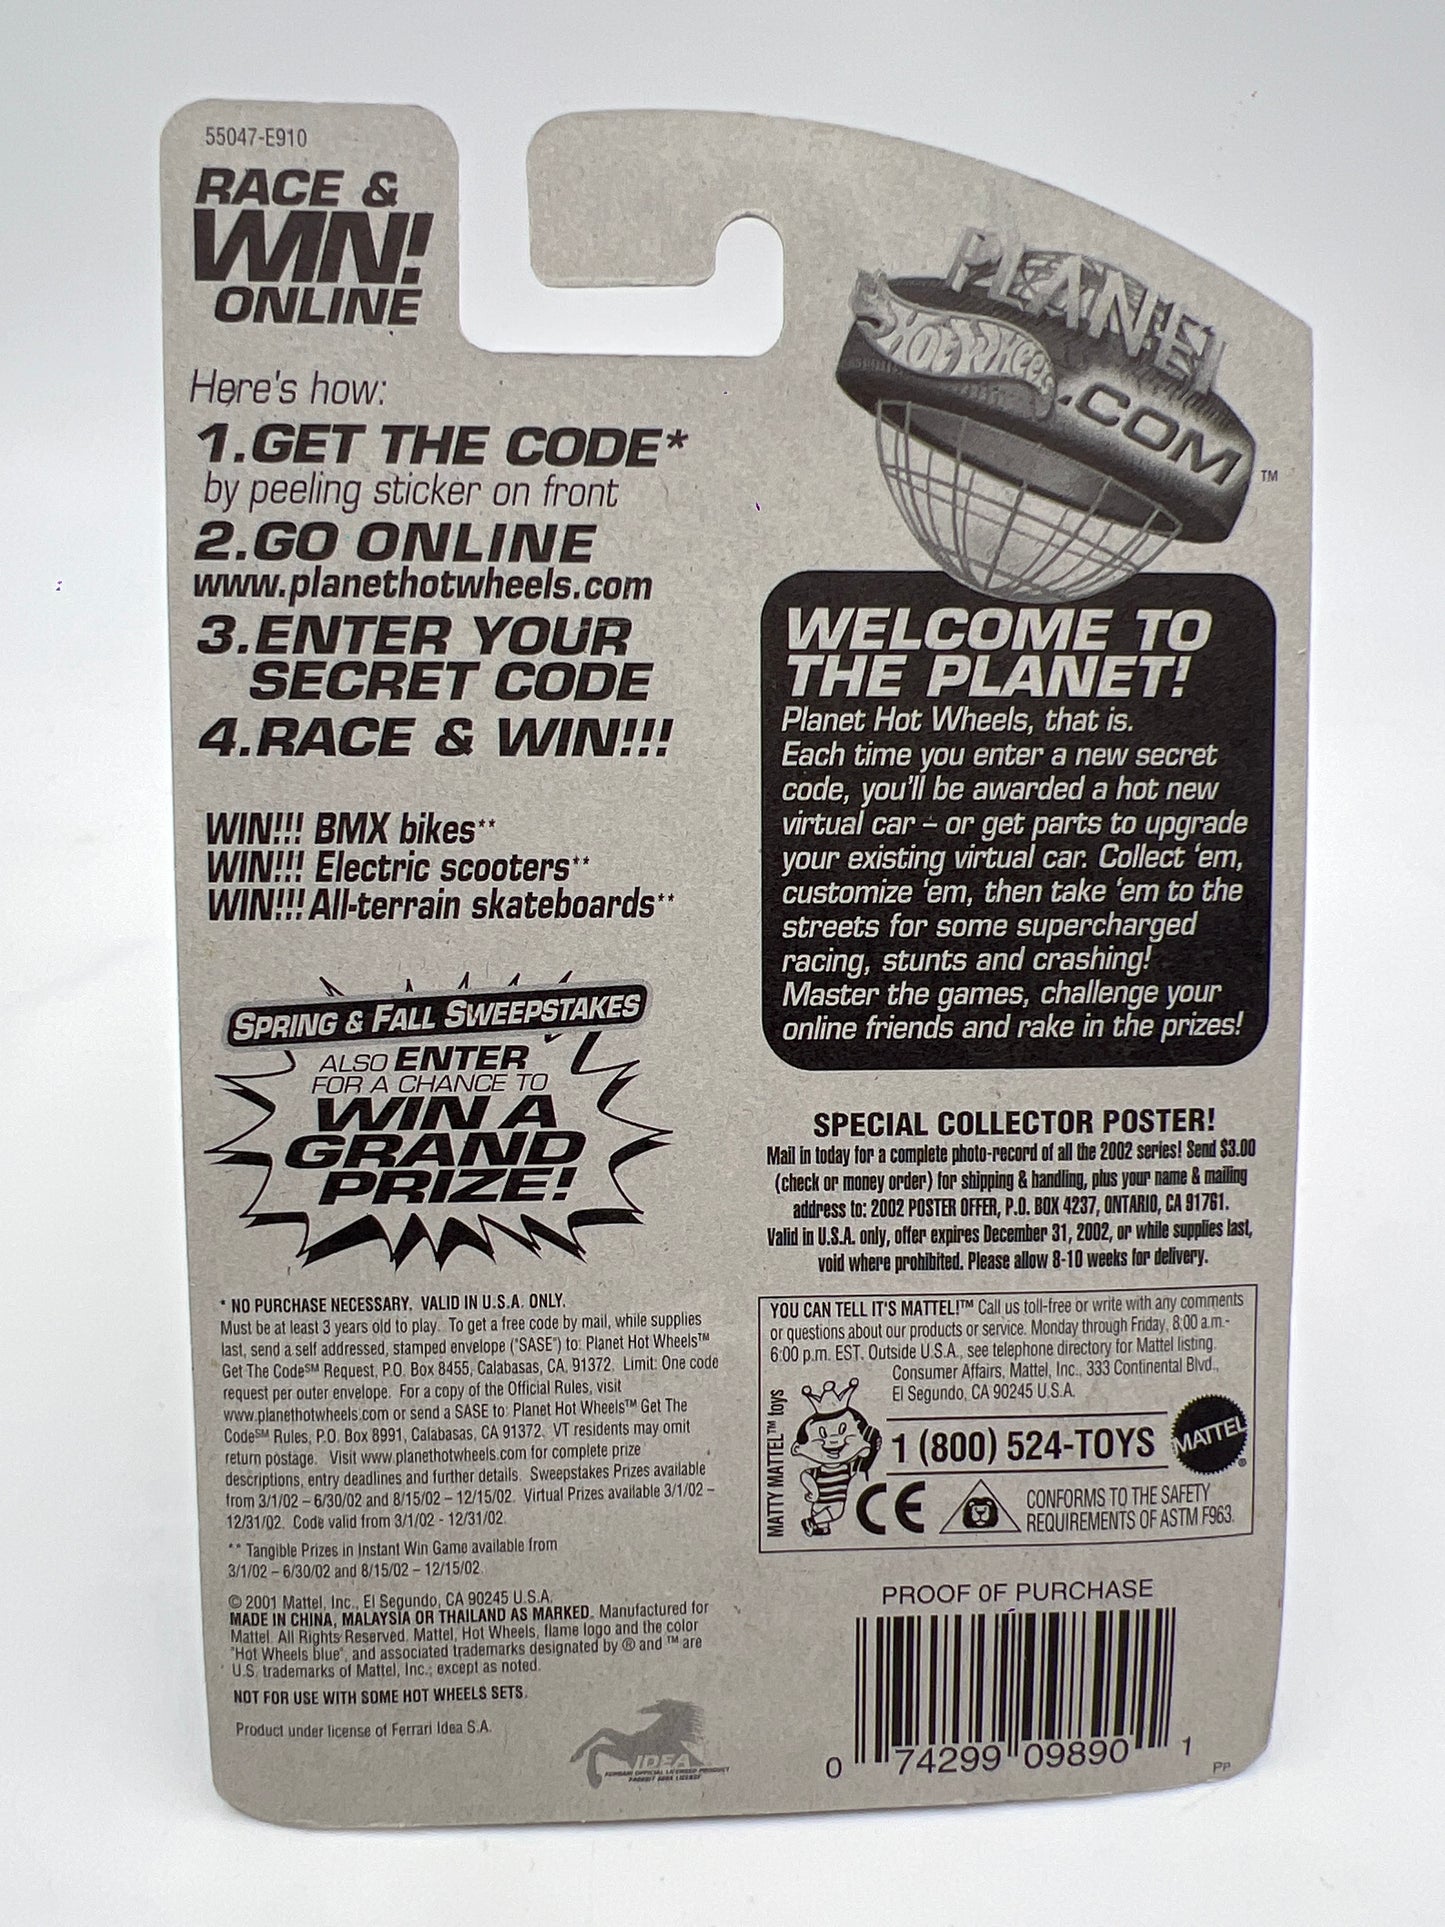 55047-E910
RACE &
WIN!
ONLINE
Here's how:
1.GET THE CODE*
by peeling sticker on front
2.GO ONLINE
www.planethotwheels.com
3.ENTER YOUR
SECRET CODE
4.RACE & WIN!!!
WIN!!! BMX bikes**
WIN!!! Electric scooters**
WIN!!! All-terrain skateboards**
SPRING & FALL SWEEPSTAKES
ALSO ENTER
FOR A CHANCE TO
WIN A
GRAND
PRIZE!
* NO PURCHASE NECESSARY. VALID IN U.S.A. ONLY.
Must be at least 3 years old to play. To get a free code by mail, while supplies
last, send a self addressed, stamped envelope ("SASE") to: Planet Hot Wheels™
Get The Code℠ Request, P.O. Box 8455, Calabasas, CA, 91372. Limit: One code
request per outer envelope. For a copy of the Official Rules, visit
www.planethotwheels.com or send a SASE to: Planet Hot Wheels™ Get The
Code℠ Rules, P.O. Box 8991, Calabasas, CA 91372. VT residents may omit
return postage. Visit www.planethotwheels.com for complete prize
descriptions, entry deadlines and further details. Sweepstakes Prizes available
from 3/1/02 – 6/30/02 and 8/15/02 – 12/15/02. Virtual Prizes available 3/1/02 –
12/31/02. Code valid from 3/1/02 - 12/31/02.
** Tangible Prizes in Instant Win Game available from
3/1/02 – 6/30/02 and 8/15/02 – 12/15/02.
© 2001 Mattel, Inc., El Segundo, CA 90245 U.S.A.
MADE IN CHINA, MALAYSIA OR THAILAND AS MARKED. Manufactured for
Mattel. All Rights Reserved. Mattel, Hot Wheels, flame logo and the color
"Hot Wheels blue", and associated trademarks designated by ® and ™ are
U.S. trademarks of Mattel, Inc., except as noted.
NOT FOR USE WITH SOME HOT WHEELS SETS.
Product under license of Ferrari Idea S.A.
IDEA
FERRARI OFFICIAL LICENSED PRODUCT
PLANET
HOT WHEELS
.COM
™
WELCOME TO
THE PLANET!
Planet Hot Wheels, that is.
Each time you enter a new secret
code, you'll be awarded a hot new
virtual car – or get parts to upgrade
your existing virtual car. Collect 'em,
customize 'em, then take 'em to the
streets for some supercharged
racing, stunts and crashing!
Master the games, challenge your
online friends and rake in the prizes!
SPECIAL COLLECTOR POSTER!
Mail in today for a complete photo-record of all the 2002 series! Send $3.00
(check or money order) for shipping & handling, plus your name & mailing
address to: 2002 POSTER OFFER, P.O. BOX 4237, ONTARIO, CA 91761.
Valid in U.S.A. only, offer expires December 31, 2002, or while supplies last,
void where prohibited. Please allow 8-10 weeks for delivery.
YOU CAN TELL IT'S MATTEL!™ Call us toll-free or write with any comments
or questions about our products or service. Monday through Friday, 8:00 a.m.-
6:00 p.m. EST. Outside U.S.A., see telephone directory for Mattel listing.
Consumer Affairs, Mattel, Inc., 333 Continental Blvd.,
El Segundo, CA 90245 U.S.A.
MATTY MATTEL™ toys
1 (800) 524-TOYS
MATTEL®
CE
CONFORMS TO THE SAFETY
REQUIREMENTS OF ASTM F963.
PROOF OF PURCHASE
0 74299 09890 1
PP